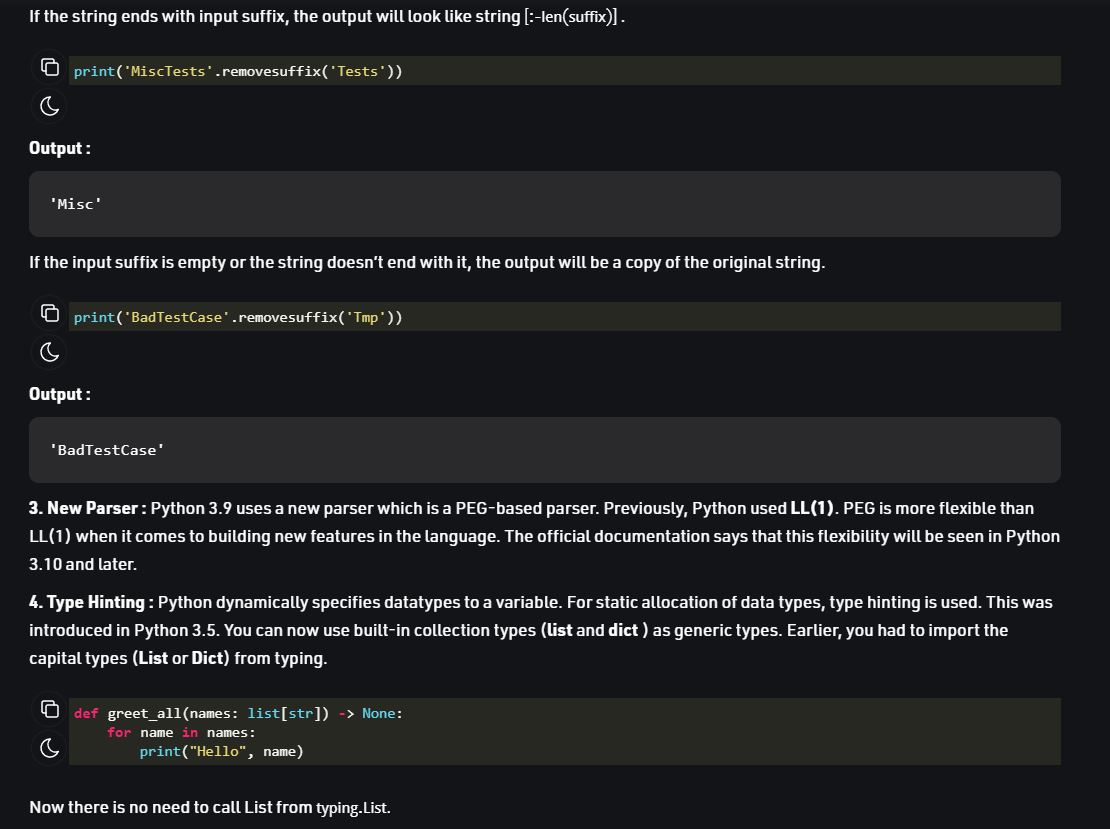 If the string ends with input suffix, the output will look like string [:-len(suffix)] .
print('MiscTests'.removesuffix('Tests'))
Output :
'Misc'
If the input suffix is empty or the string doesn't end with it, the output will be a copy of the original string.
print('BadTestCase'.removesuffix('Tmp'))
Output :
'BadTestCase'
3. New Parser : Python 3.9 uses a new parser which is a PEG-based parser. Previously, Python used LL(1). PEG is more flexible than
LL(1) when it comes to building new features in the language. The official documentation says that this flexibility will be seen in Python
3.10 and later.
4. Type Hinting : Python dynamically specifies datatypes to a variable. For static allocation of data types, type hinting is used. This was
introduced in Python 3.5. You can now use built-in collection types (list and dict ) as generic types. Earlier, you had to import the
capital types (List or Dict) from typing.
def greet_all(names: list[str]) -> None:
    for name in names:
        print("Hello", name)
Now there is no need to call List from typing.List.